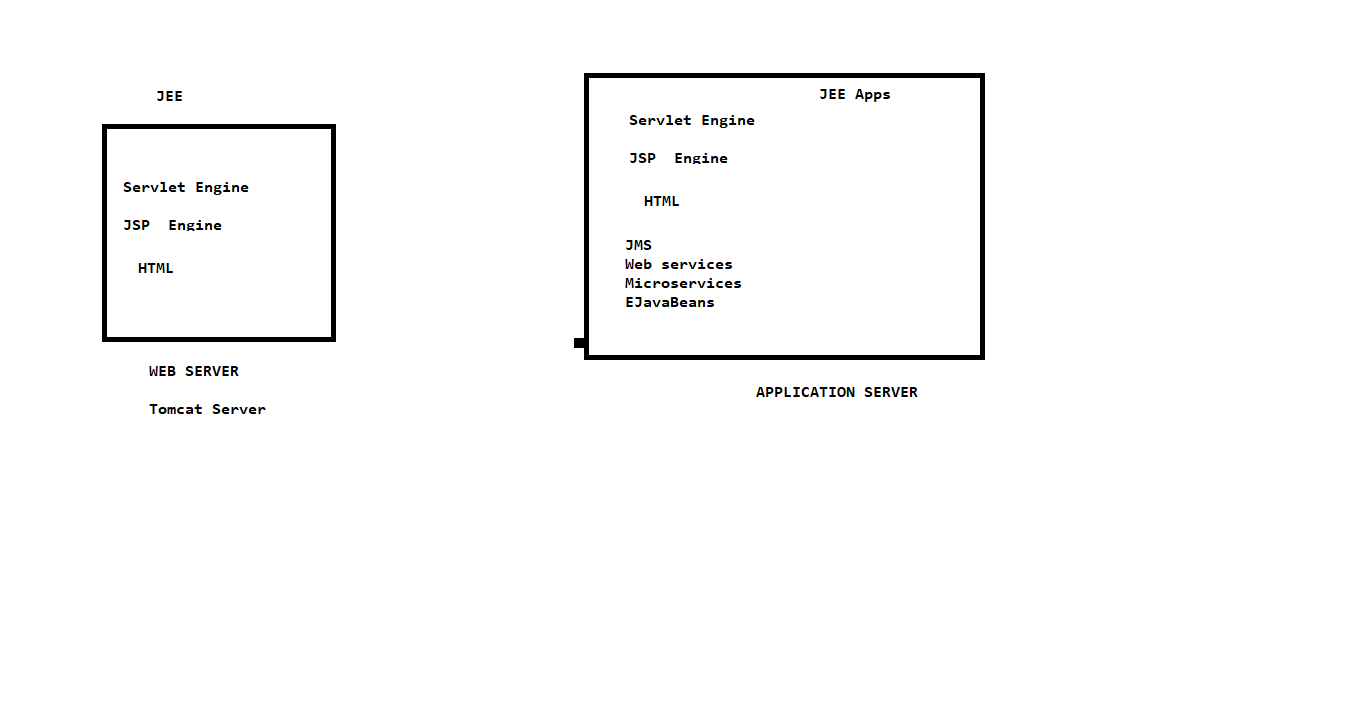 JEE
Servlet Engine
JSP  Engine
HTML
WEB SERVER
Tomcat Server
JEE Apps
Servlet Engine
JSP  Engine
HTML
JMS
Web services
Microservices
EJavaBeans
APPLICATION SERVER